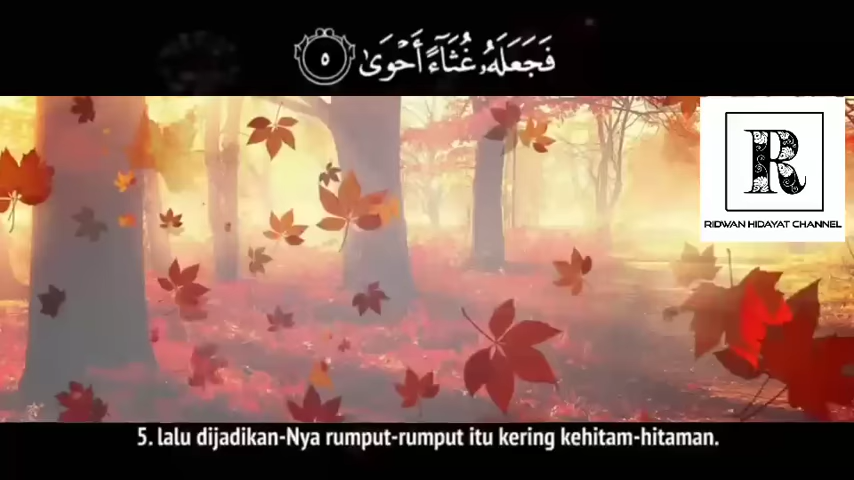 فَجَعَلَهُۥ غُثَآءً أَحْوَىٰ ٥
R
RIDWAN HIDAYAT CHANNEL
5. lalu dijadikan-Nya rumput-rumput itu kering kehitam-hitaman.